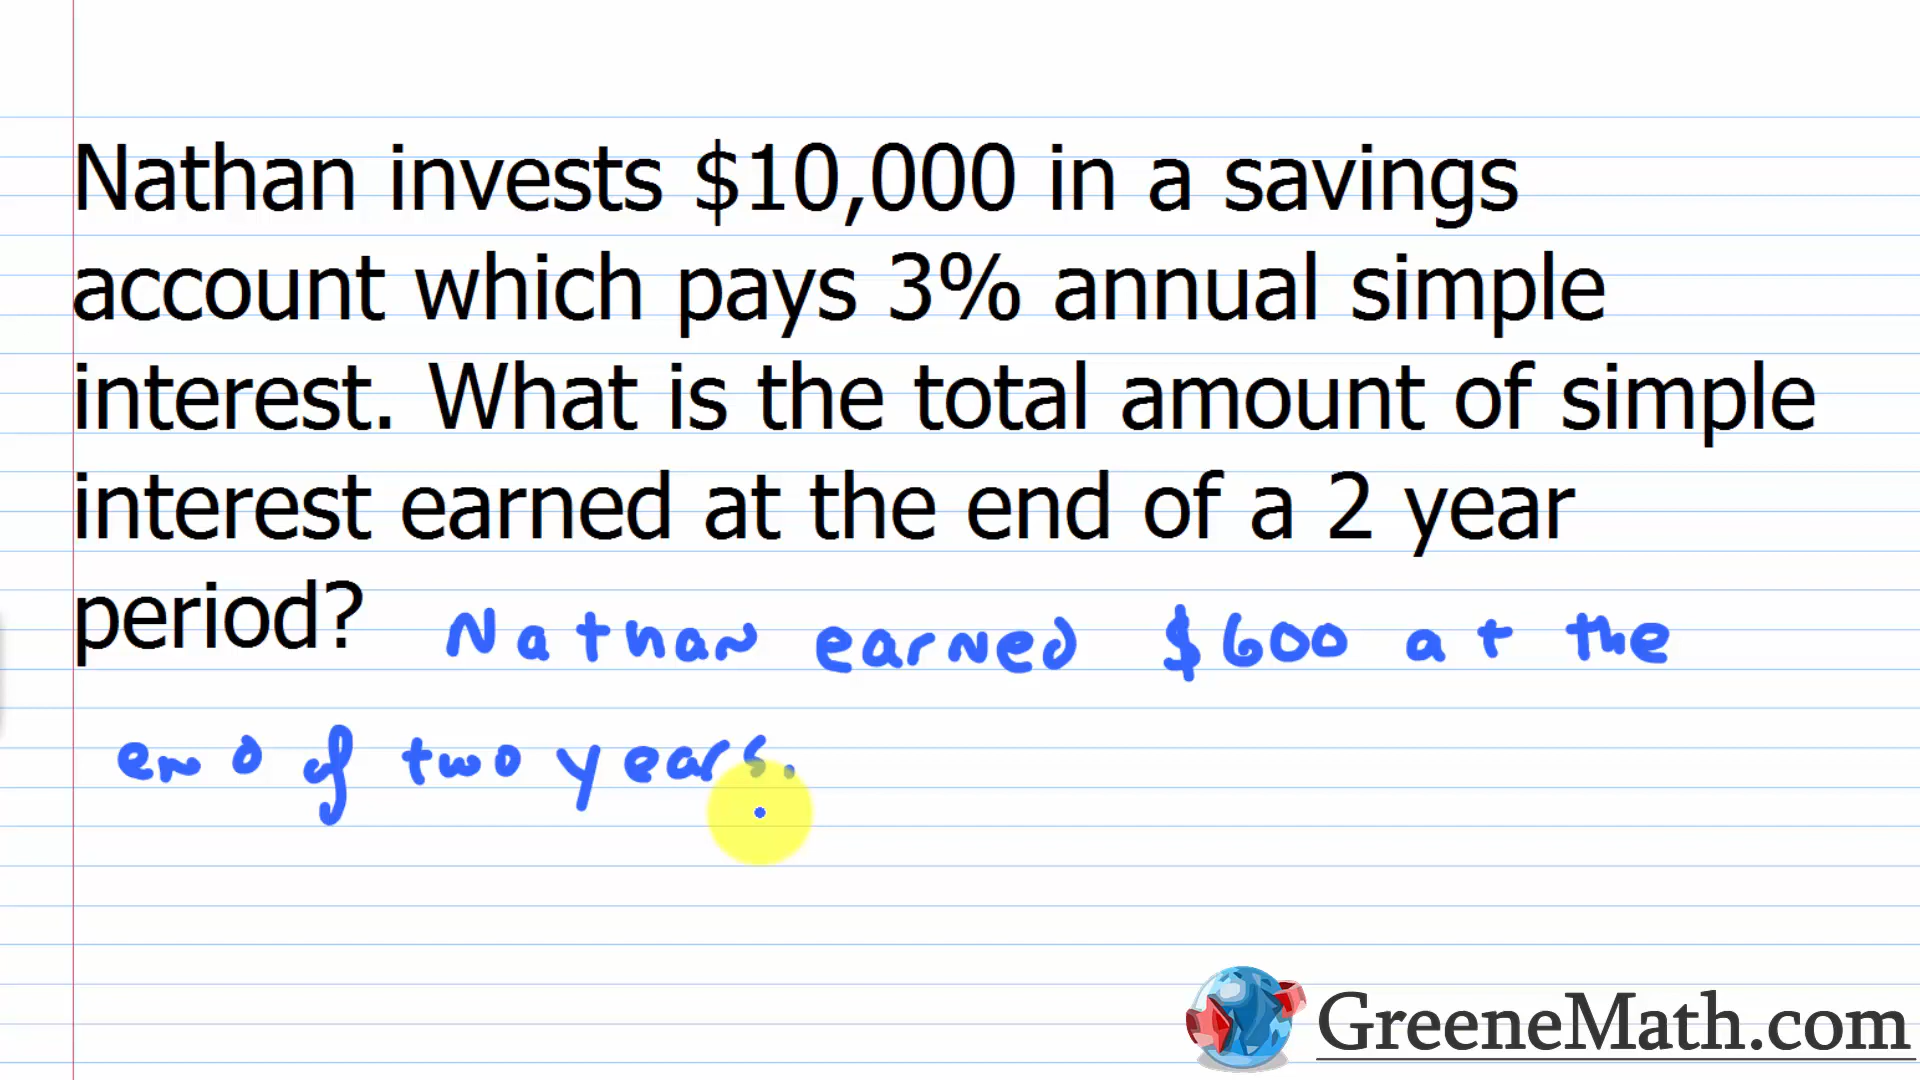 Nathan invests $10,000 in a savings
account which pays 3% annual simple
interest. What is the total amount of simple
interest earned at the end of a 2 year
period? Nathan earned $600 at the
end of two years.
GreeneMath.com